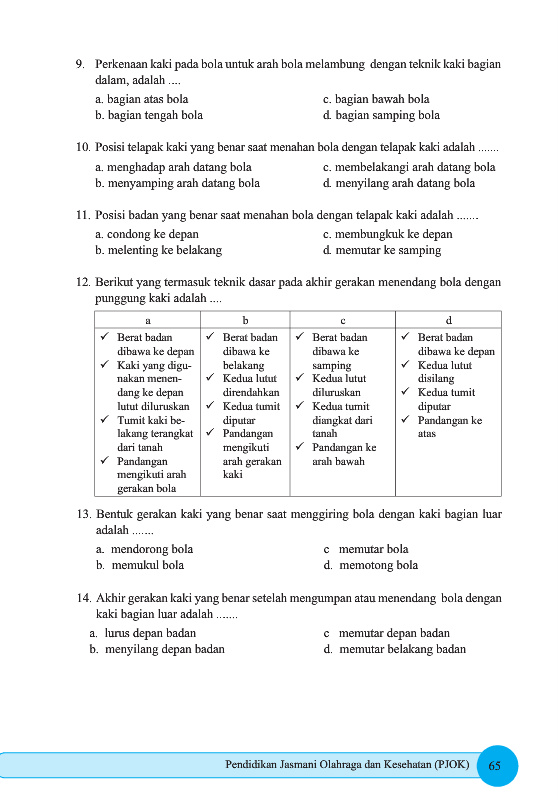 9. Perkenaan kaki pada bola untuk arah bola melambung dengan teknik kaki bagian
dalam, adalah ....
a. bagian atas bola
c. bagian bawah bola
b. bagian tengah bola
d. bagian samping bola
10. Posisi telapak kaki yang benar saat menahan bola dengan telapak kaki adalah .......
a. menghadap arah datang bola
c. membelakangi arah datang bola
b. menyamping arah datang bola
d. menyilang arah datang bola
11. Posisi badan yang benar saat menahan bola dengan telapak kaki adalah .......
a. condong ke depan
c. membungkuk ke depan
b. melenting ke belakang
d. memutar ke samping
12. Berikut yang termasuk teknik dasar pada akhir gerakan menendang bola dengan
punggung kaki adalah ....
a
✓ Berat badan
dibawa ke depan
✓ Kaki yang digu-
nakan menen-
dang ke depan
lutut diluruskan
✓ Tumit kaki be-
lakang terangkat
dari tanah
✓ Pandangan
mengikuti arah
gerakan bola
b
✓ Berat badan
dibawa ke
belakang
✓ Kedua lutut
direndahkan
✓ Kedua tumit
diputar
✓ Pandangan
mengikuti
arah gerakan
kaki
c
✓ Berat badan
dibawa ke
samping
✓ Kedua lutut
diluruskan
✓ Kedua tumit
diangkat dari
tanah
✓ Pandangan ke
arah bawah
d
✓ Berat badan
dibawa ke depan
✓ Kedua lutut
disilang
✓ Kedua tumit
diputar
✓ Pandangan ke
atas
13. Bentuk gerakan kaki yang benar saat menggiring bola dengan kaki bagian luar
adalah .......
a. mendorong bola
c memutar bola
b. memukul bola
d. memotong bola
14. Akhir gerakan kaki yang benar setelah mengumpan atau menendang bola dengan
kaki bagian luar adalah .......
a. lurus depan badan
c memutar depan badan
b. menyilang depan badan
d. memutar belakang badan
Pendidikan Jasmani Olahraga dan Kesehatan (PJOK) 65